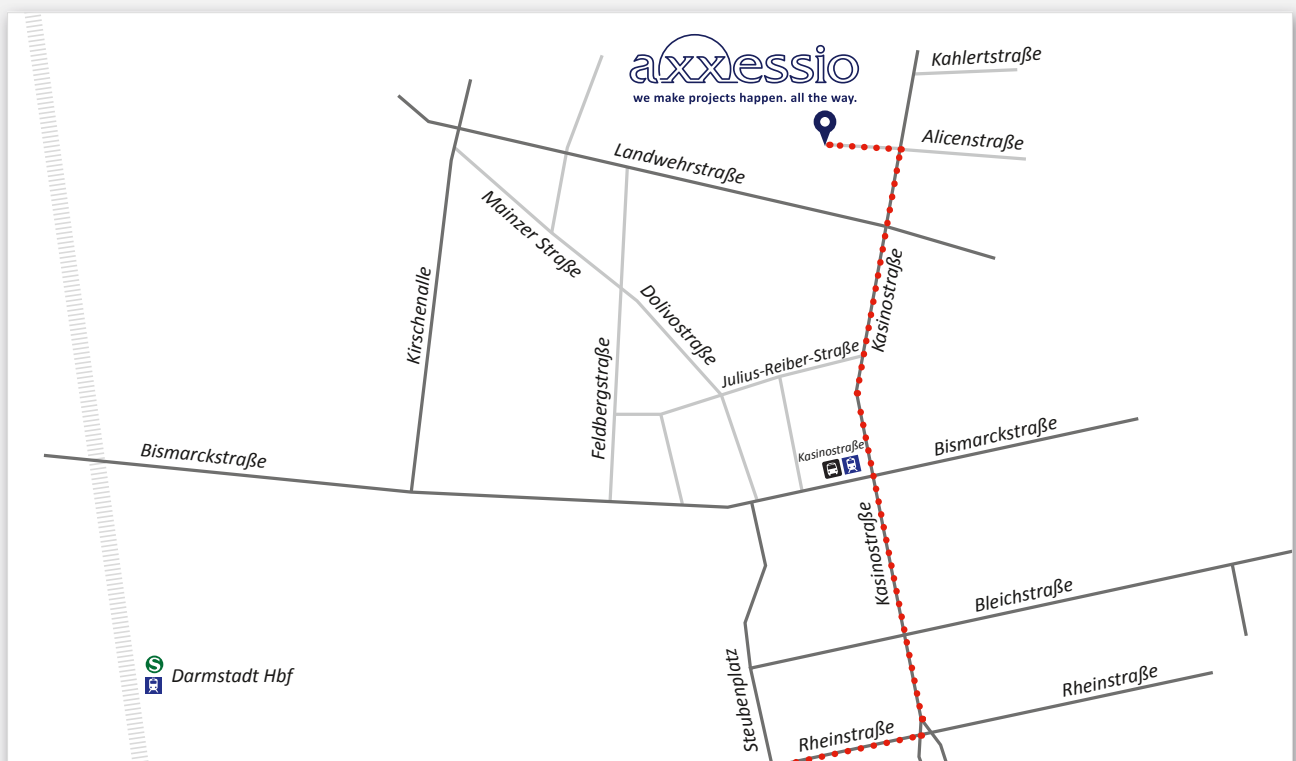 axxessio
we make projects happen. all the way.
Kahlertstraße
Alicenstraße
Landwehrstraße
Mainzer Straße
Kasinostraße
Kirschenalle
Dolivostraße
Feldbergstraße
Julius-Reiber-Straße
Bismarckstraße
Kasinostraße
Bismarckstraße
Kasinostraße
Bleichstraße
S
Darmstadt Hbf
Steubenplatz
Rheinstraße
Rheinstraße